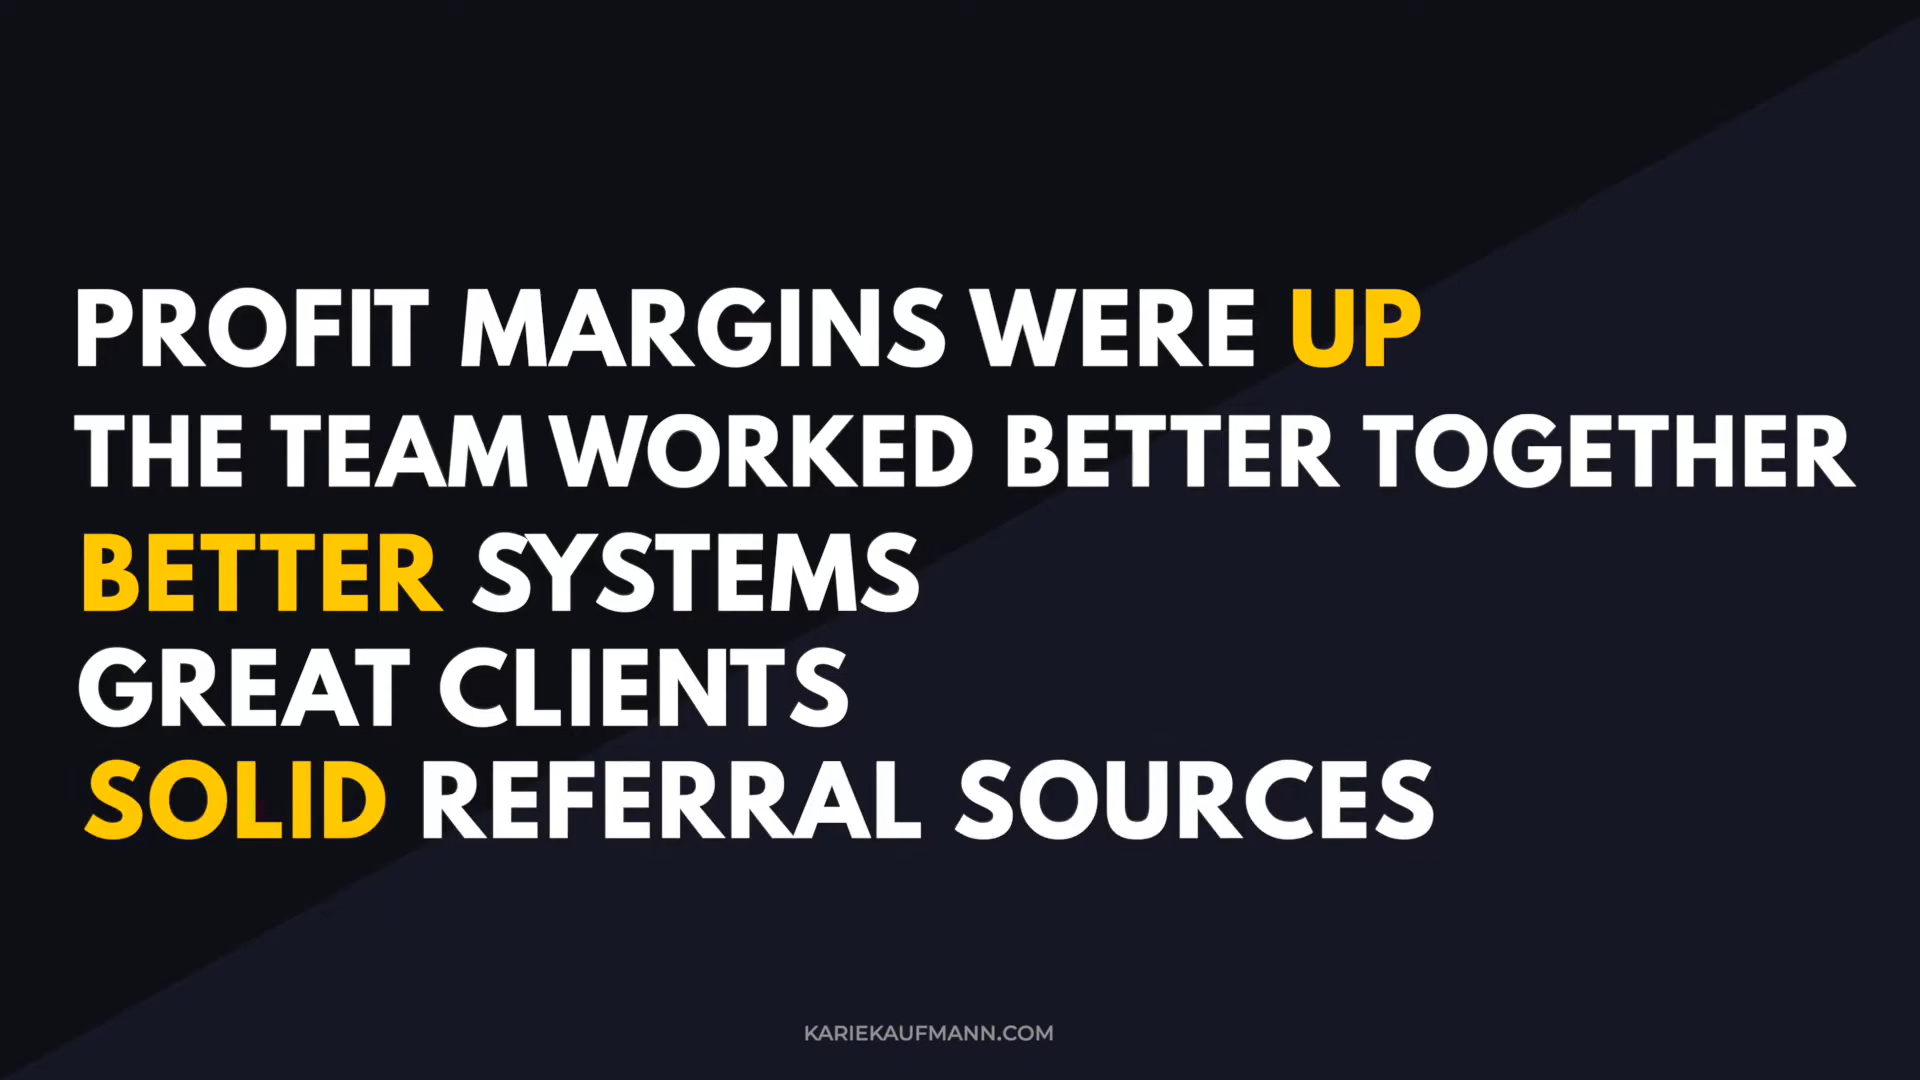 PROFIT MARGINS WERE UP
THE TEAM WORKED BETTER TOGETHER
BETTER SYSTEMS
GREAT CLIENTS
SOLID REFERRAL SOURCES
KARIEKAUFMANN.COM